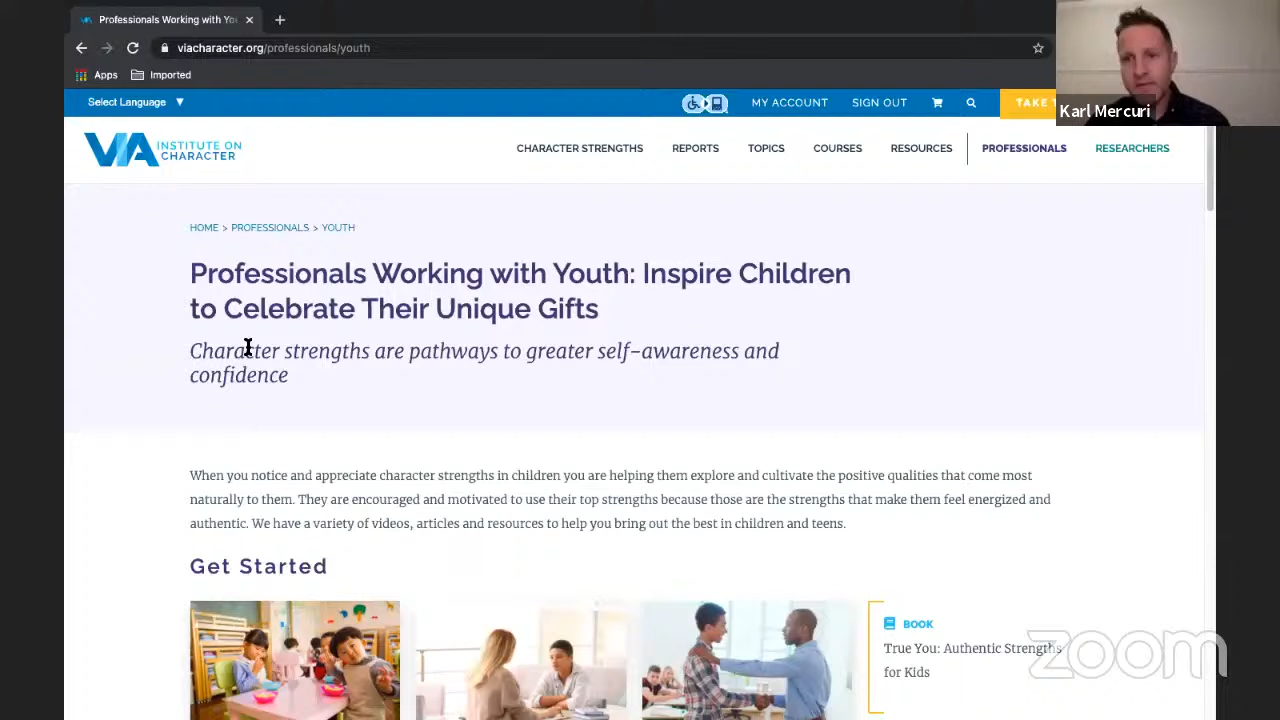 Professionals Working with Yo
viacharacter.org/professionals/youth
Apps
Imported
Select Language
MY ACCOUNT
SIGN OUT
TAKE
Karl Mercuri
VIA INSTITUTE ON
CHARACTER
CHARACTER STRENGTHS
REPORTS
TOPICS
COURSES
RESOURCES
PROFESSIONALS
RESEARCHERS
HOME > PROFESSIONALS > YOUTH
Professionals Working with Youth: Inspire Children
to Celebrate Their Unique Gifts
Character strengths are pathways to greater self-awareness and
confidence
When you notice and appreciate character strengths in children you are helping them explore and cultivate the positive qualities that come most
naturally to them. They are encouraged and motivated to use their top strengths because those are the strengths that make them feel energized and
authentic. We have a variety of videos, articles and resources to help you bring out the best in children and teens.
Get Started
BOOK
True You: Authentic Strengths
for Kids
zoom